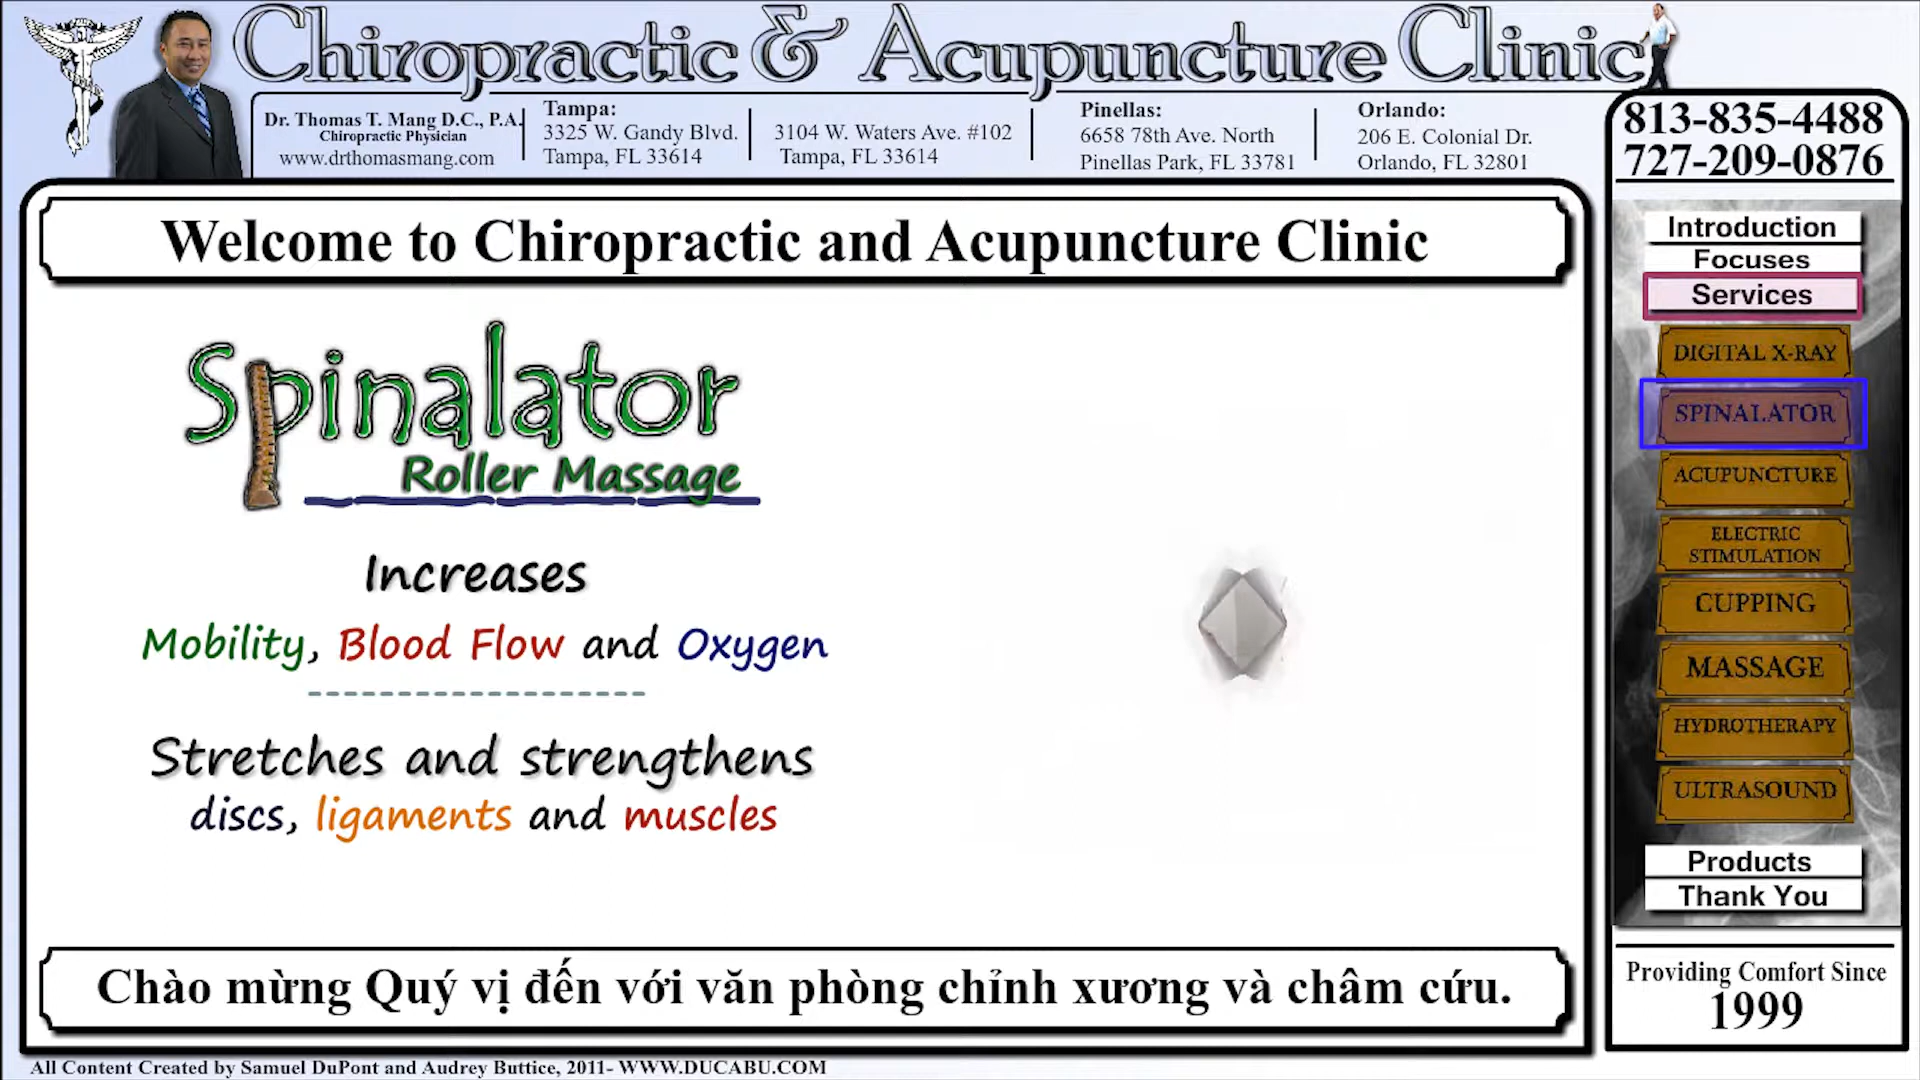 Chiropractic & Acupuncture Clinic
Dr. Thomas T. Mang D.C., P.A.
Chiropractic Physician
www.drthomasmang.com
Tampa:
3325 W. Gandy Blvd.
Tampa, FL 33614
3104 W. Waters Ave. #102
Tampa, FL 33614
Pinellas:
6658 78th Ave. North
Pinellas Park, FL 33781
Orlando:
206 E. Colonial Dr.
Orlando, FL 32801
813-835-4488
727-209-0876
Welcome to Chiropractic and Acupuncture Clinic
Spinalator
Roller Massage
Increases
Mobility, Blood Flow and Oxygen
Stretches and strengthens
discs, ligaments and muscles
Introduction
Focuses
Services
DIGITAL X-RAY
SPINALATOR
ACUPUNCTURE
ELECTRIC
STIMULATION
CUPPING
MASSAGE
HYDROTHERAPY
ULTRASOUND
Products
Thank You
Providing Comfort Since
1999
Chào mừng Quý vị đến với văn phòng chỉnh xương và châm cứu.
All Content Created by Samuel DuPont and Audrey Buttice, 2011- WWW.DUCABU.COM